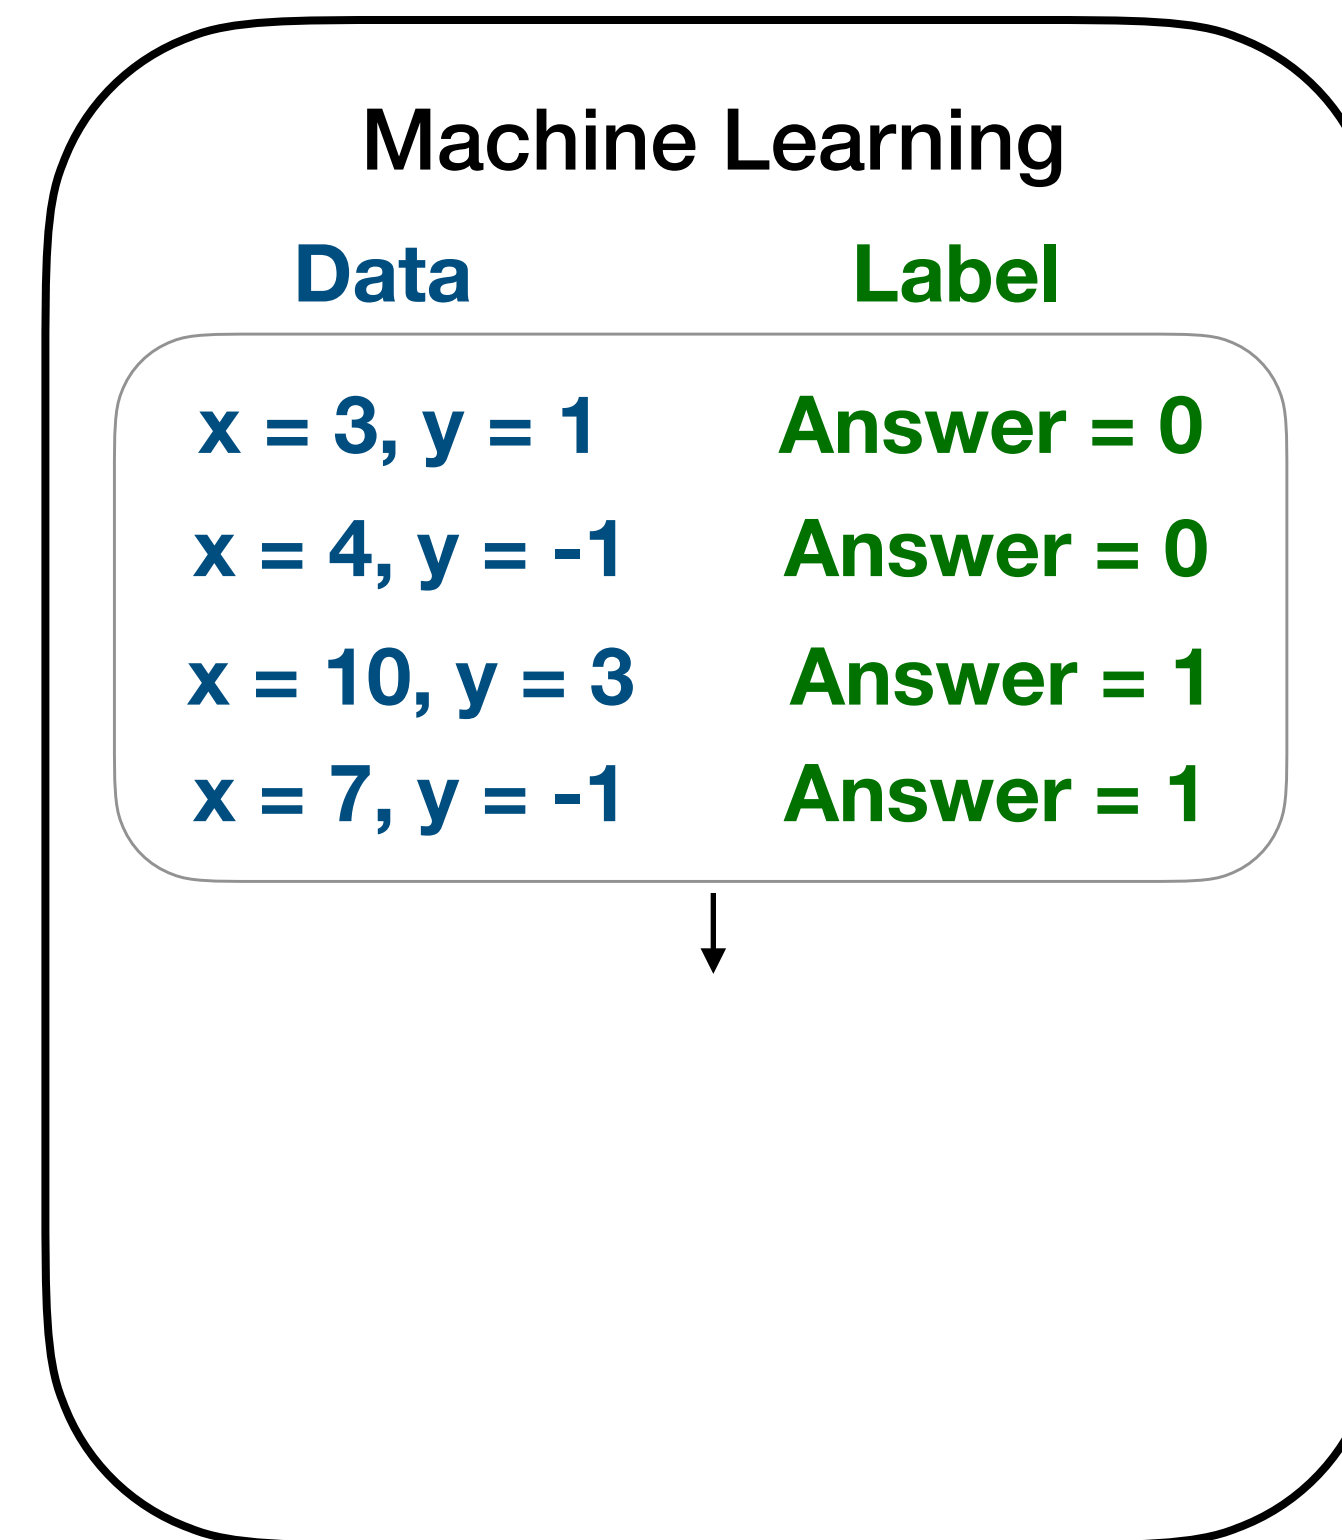 Machine Learning
Data Label
x = 3, y = 1 Answer = 0
x = 4, y = -1 Answer = 0
x = 10, y = 3 Answer = 1
x = 7, y = -1 Answer = 1